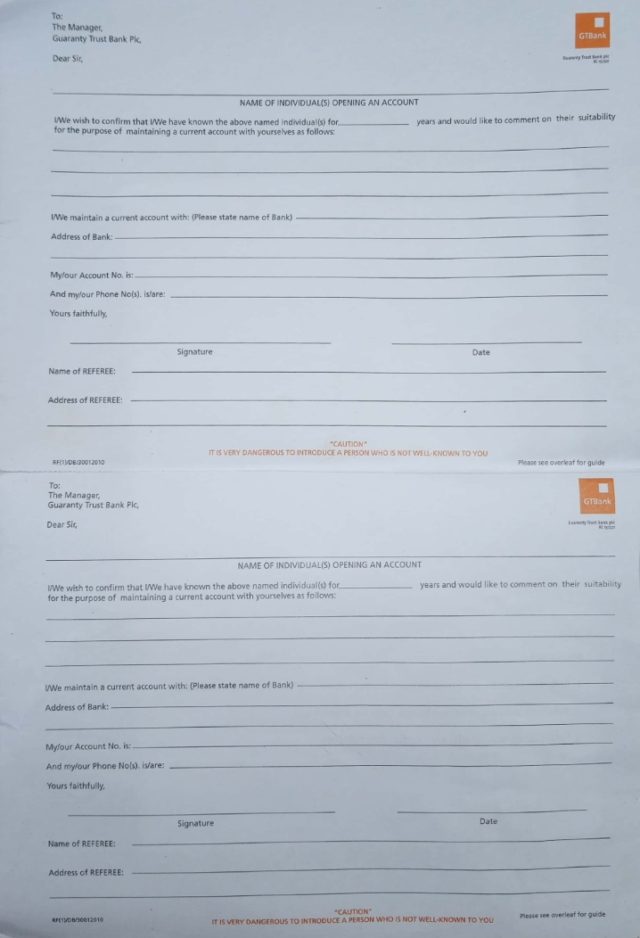 To:
The Manager,
Guaranty Trust Bank Plc,
Dear Sir,
GTBank
Guaranty Trust Bank plc
NAME OF INDIVIDUAL(S) OPENING AN ACCOUNT
I/We wish to confirm that I/We have known the above named individual(s) for years and would like to comment on their suitability
for the purpose of maintaining a current account with yourselves as follows:
I/We maintain a current account with: (Please state name of Bank)
Address of Bank:
My/our Account No. is:
And my/our Phone No(s). is/are:
Yours faithfully,
Signature Date
Name of REFEREE:
Address of REFEREE:
"CAUTION"
IT IS VERY DANGEROUS TO INTRODUCE A PERSON WHO IS NOT WELL-KNOWN TO YOU
Please see overleaf for guide
To:
The Manager,
Guaranty Trust Bank Plc,
Dear Sir,
GTBank
Guaranty Trust Bank plc
NAME OF INDIVIDUAL(S) OPENING AN ACCOUNT
I/We wish to confirm that I/We have known the above named individual(s) for years and would like to comment on their suitability
for the purpose of maintaining a current account with yourselves as follows:
I/We maintain a current account with: (Please state name of Bank)
Address of Bank:
My/our Account No. is:
And my/our Phone No(s). is/are:
Yours faithfully,
Signature Date
Name of REFEREE:
Address of REFEREE:
"CAUTION"
IT IS VERY DANGEROUS TO INTRODUCE A PERSON WHO IS NOT WELL-KNOWN TO YOU
Please see overleaf for guide